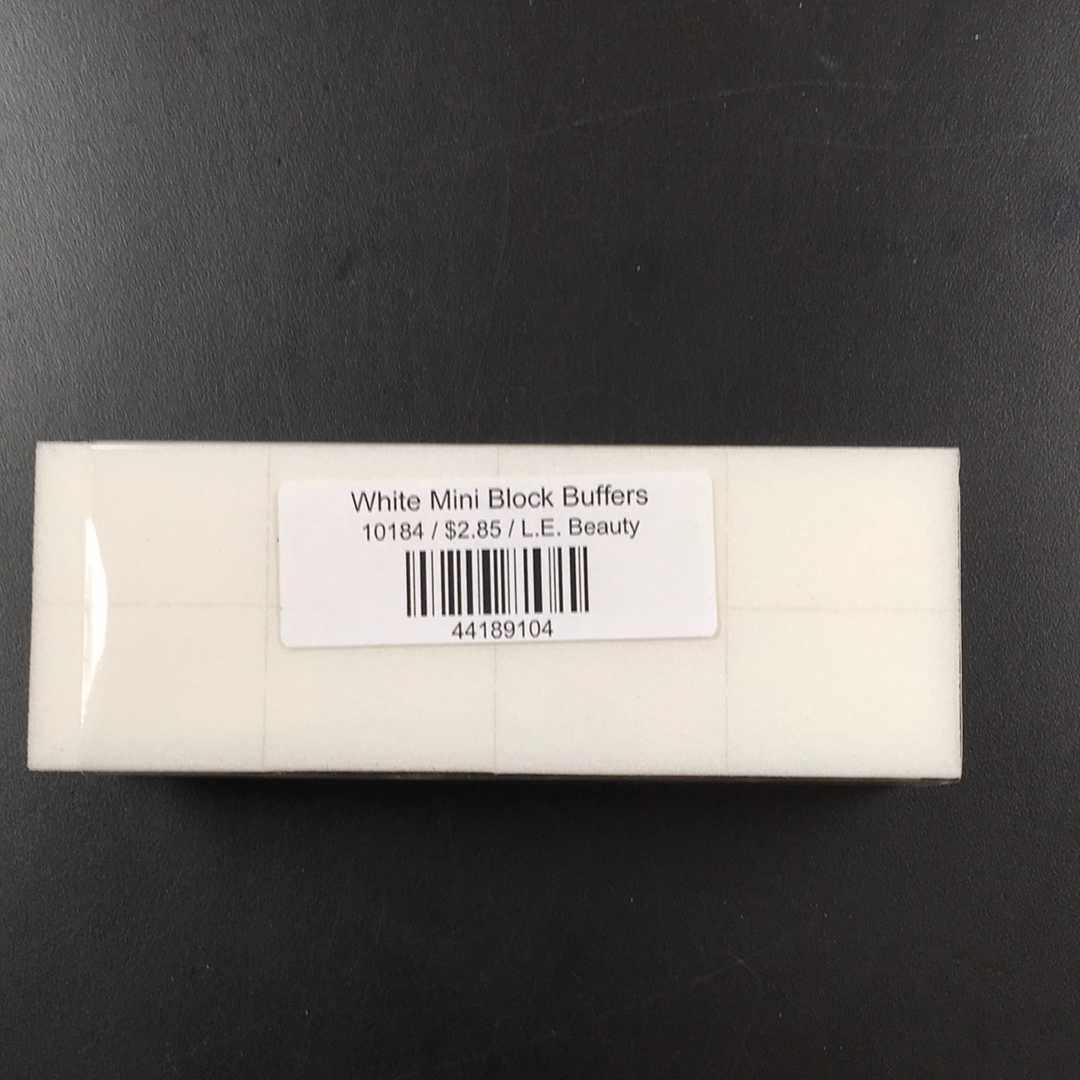 White Mini Block Buffers
10184 / $2.85 / L.E. Beauty
44189104